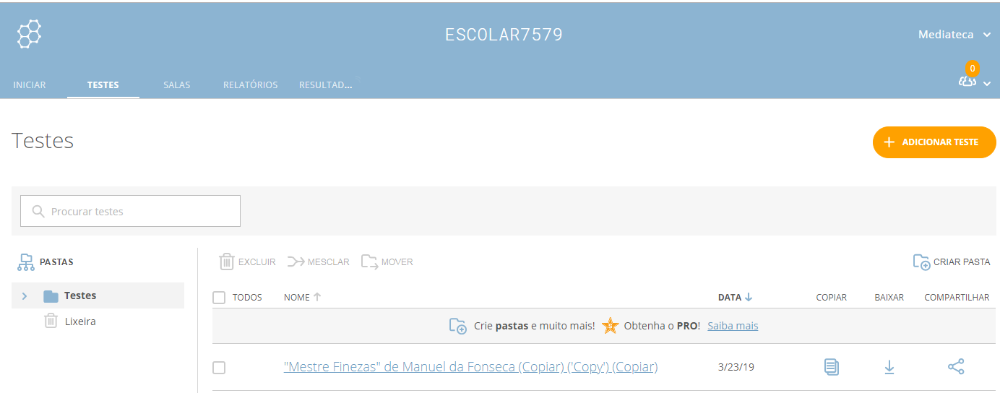 ESCOLAR7579
Mediateca
0
INICIAR TESTES SALAS RELATÓRIOS RESULTAD...
Testes
+ ADICIONAR TESTE
Procurar testes
PASTAS EXCLUIR MESCLAR MOVER CRIAR PASTA
Testes TODOS NOME DATA COPIAR BAIXAR COMPARTILHAR
Lixeira Crie pastas e muito mais! S Obtenha o PRO! Saiba mais
"Mestre Finezas" de Manuel da Fonseca (Copiar) ('Copy') (Copiar) 3/23/19